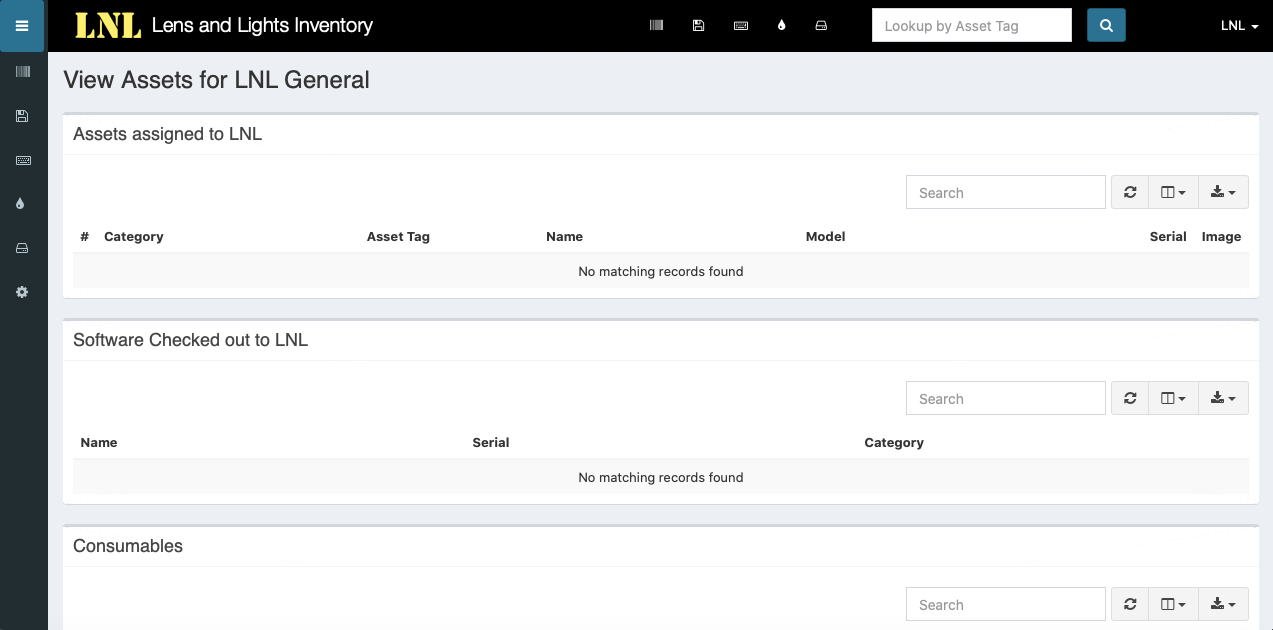 LNL Lens and Lights Inventory
Lookup by Asset Tag
LNL
View Assets for LNL General
Assets assigned to LNL
Search
# Category Asset Tag Name Model Serial Image
No matching records found
Software Checked out to LNL
Search
Name Serial Category
No matching records found
Consumables
Search